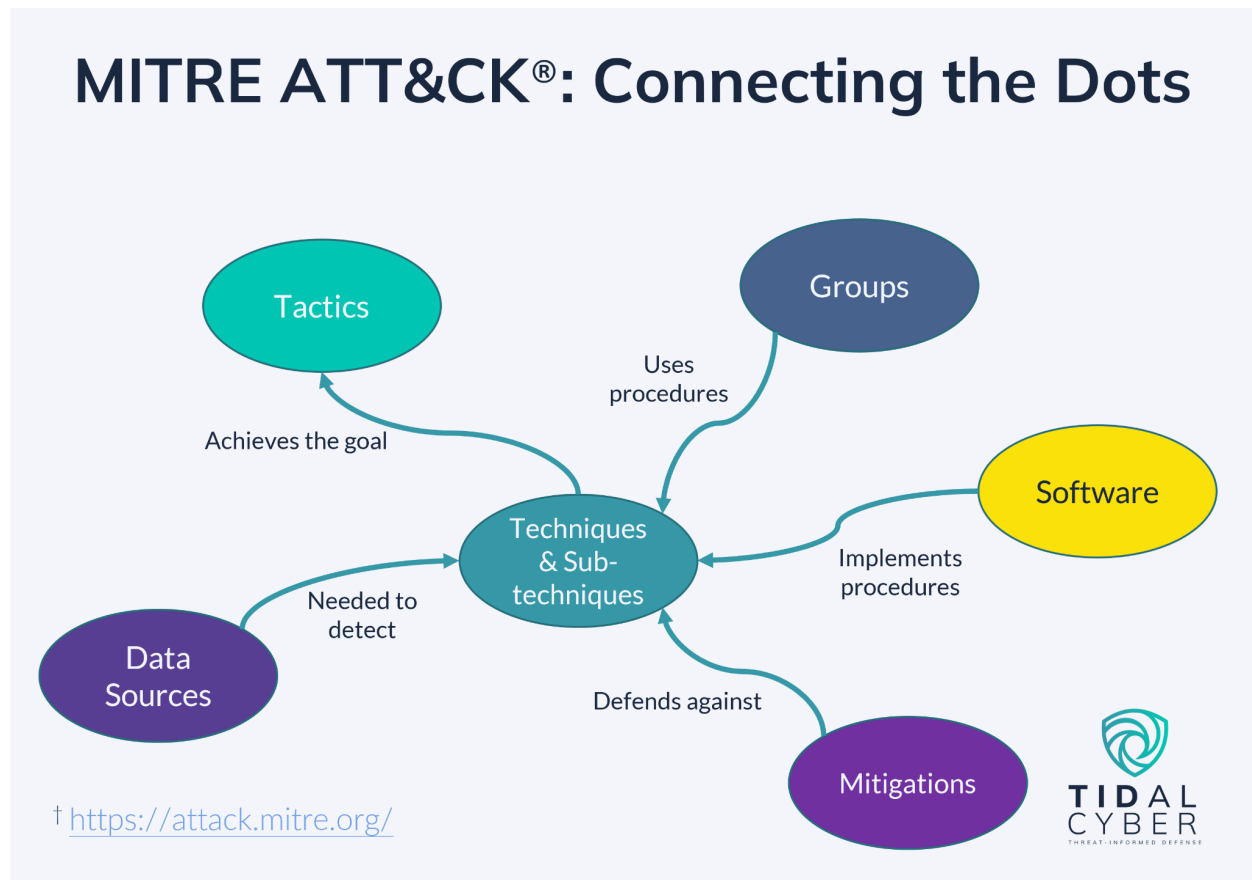 MITRE ATT&CK®: Connecting the Dots
Tactics
Groups
Uses
procedures
Achieves the goal
Software
Techniques
& Sub-
techniques
Implements
procedures
Needed to
detect
Data
Sources
Defends against
Mitigations
† https://attack.mitre.org/
TIDAL
CYBER
THREAT-INFORMED DEFENSE